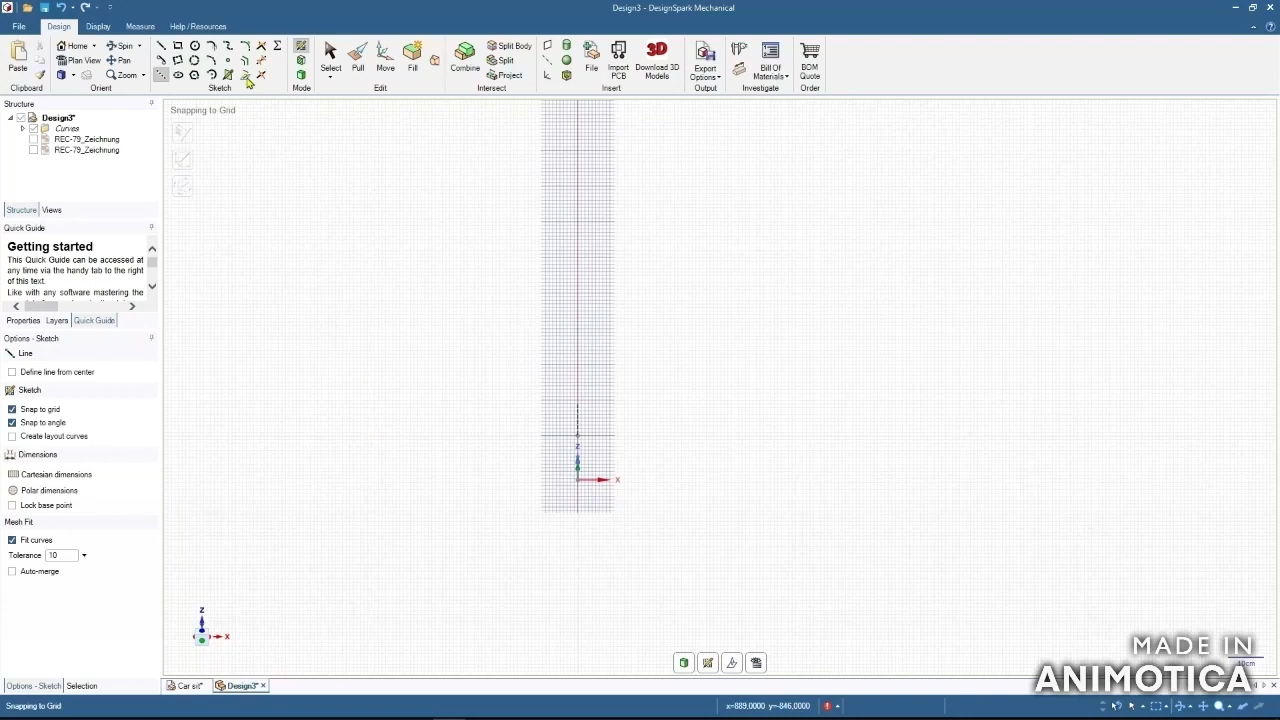 Design3 - DesignSpark Mechanical
File Design Display Measure Help / Resources
Paste
Home
Plan View
Spin
Pan
Zoom
Select
Pull
Move
Fill
Combine
Split Body
Split
Project
File
Import
PCB
Download 3D
Models
Export
Options
Bill Of
Materials
BOM
Quote
Clipboard Orient Sketch Mode Edit Intersect Insert Output Investigate Order
Structure
Design3*
Curves
REC-79_Zeichnung
REC-79_Zeichnung
Structure Views
Quick Guide
Getting started
This Quick Guide can be accessed at
any time via the handy tab to the right
of this text.
Like with any software mastering the
Properties Layers Quick Guide
Options - Sketch
Line
Define line from center
Sketch
Snap to grid
Snap to angle
Create layout curves
Dimensions
Cartesian dimensions
Polar dimensions
Lock base point
Mesh Fit
Fit curves
Tolerance 10
Auto-merge
Options - Sketch Selection
Snapping to Grid
3D
Z
X
Z
X
10cm
MADE IN
ANIMOTICA
Car sit* Design3*
Snapping to Grid
x=889.0000 y=-846.0000